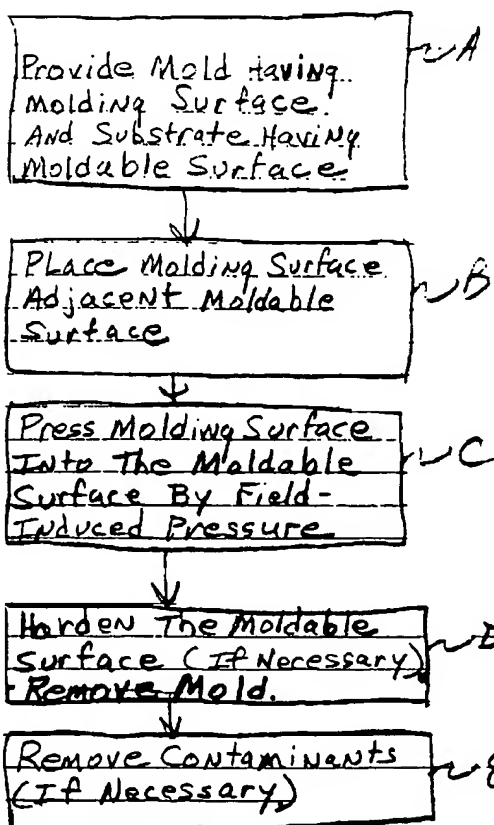 Provide Mold Having
Molding Surface
And Substrate Having
Moldable Surface
A
Place Molding Surface
Adjacent Moldable
Surface
B
Press Molding Surface
Into The Moldable
Surface By Field-
Induced Pressure
C
Harden The Moldable
Surface (If Necessary)
Remove Mold.
Remove Contaminants
(If Necessary)